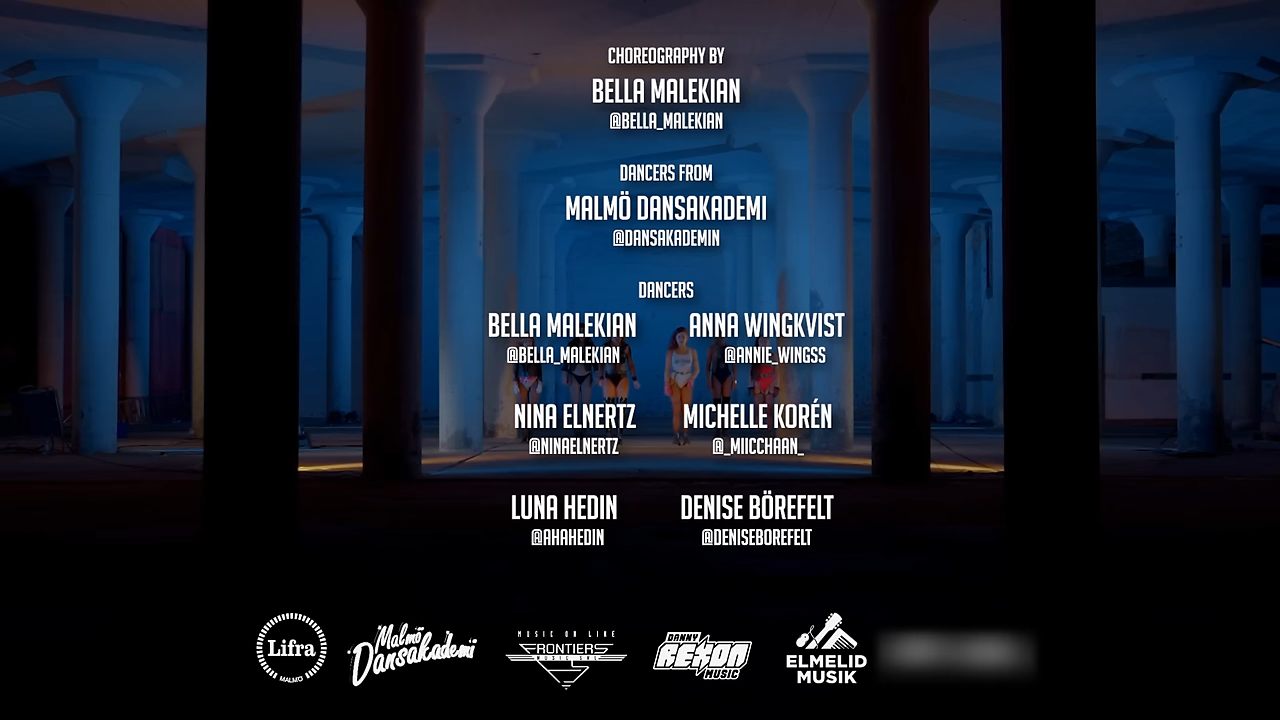 CHOREOGRAPHY BY
BELLA MALEKIAN
@BELLA_MALEKIAN
DANCERS FROM
MALMÖ DANSAKADEMI
@DANSAKADEMIN
DANCERS
BELLA MALEKIAN ANNA WINGKVIST
@BELLA_MALEKIAN @ANNIE_WINGSS
NINA ELNERTZ MICHELLE KORÉN
@NINAELNERTZ @_MIICCHAAN_
LUNA HEDIN DENISE BÖREFELT
@AHAHEDIN @DENISEBOREFELT
Lifra
MALMÖ
Malmö
Dansakademi
MUSIC ON LINE
FRONTIERS
MUSIC SRL
DANNY
REXON
MUSIC
ELMELID
MUSIK